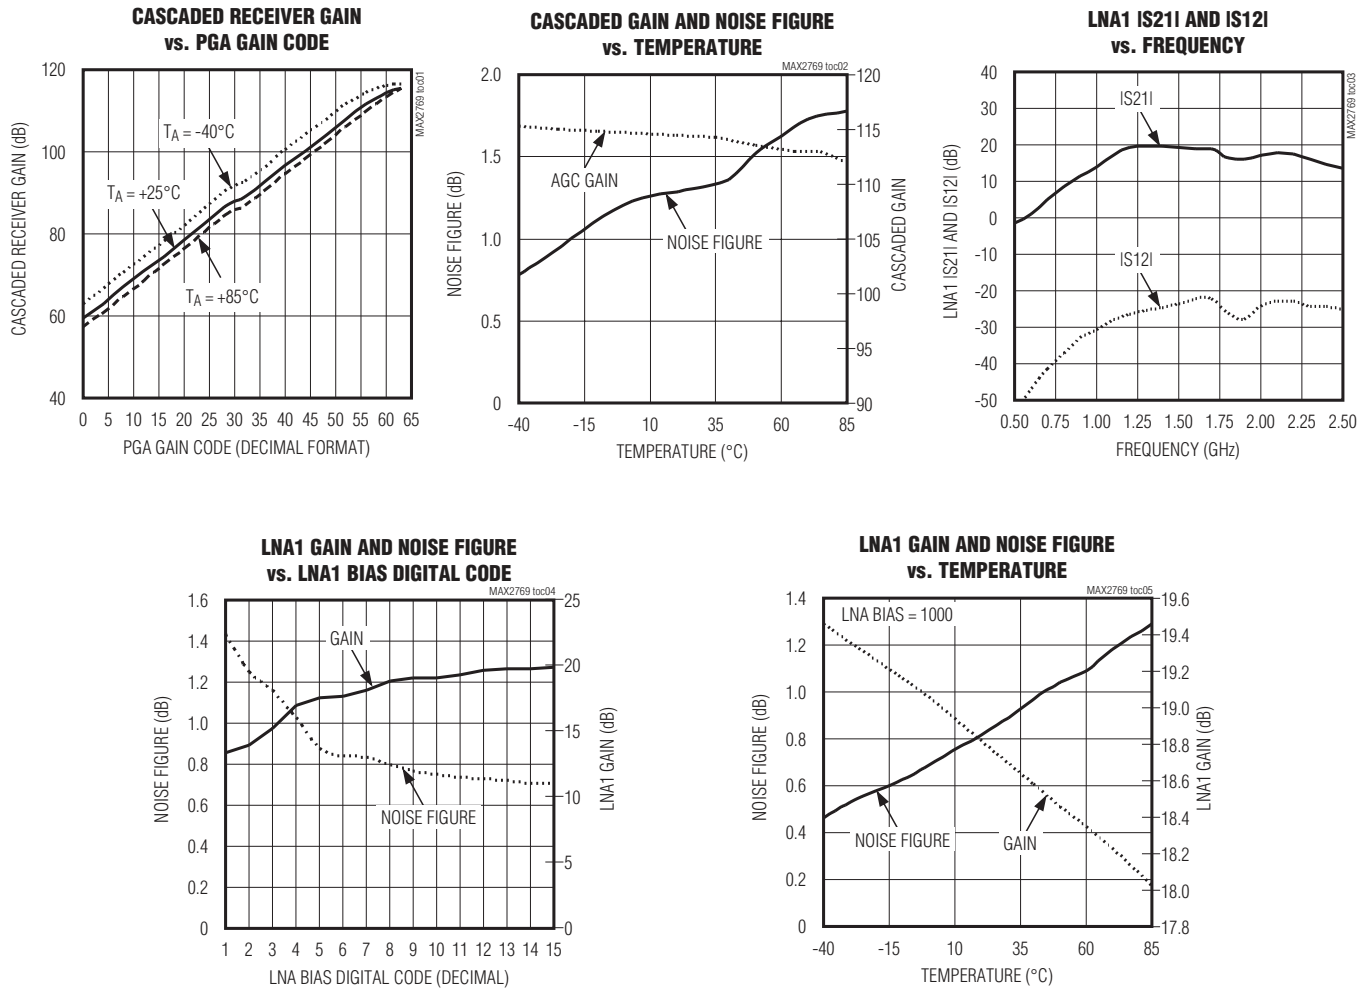 CASCADED RECEIVER GAIN
vs. PGA GAIN CODE
MAX2769 toc01
120
100
80
60
40
CASCADED RECEIVER GAIN (dB)
TA = -40°C
TA = +25°C
TA = +85°C
0 5 10 15 20 25 30 35 40 45 50 55 60 65
PGA GAIN CODE (DECIMAL FORMAT)
CASCADED GAIN AND NOISE FIGURE
vs. TEMPERATURE
MAX2769 toc02
2.0
1.5
1.0
0.5
0
NOISE FIGURE (dB)
AGC GAIN
NOISE FIGURE
120
115
110
105
100
95
90
CASCADED GAIN
-40 -15 10 35 60 85
TEMPERATURE (°C)
LNA1 |S21| AND |S12|
vs. FREQUENCY
MAX2769 toc03
40
30
20
10
0
-10
-20
-30
-40
-50
LNA1 |S21| AND |S12| (dB)
|S21|
|S12|
0.50 0.75 1.00 1.25 1.50 1.75 2.00 2.25 2.50
FREQUENCY (GHz)
LNA1 GAIN AND NOISE FIGURE
vs. LNA1 BIAS DIGITAL CODE
MAX2769 toc04
1.6
1.4
1.2
1.0
0.8
0.6
0.4
0.2
0
NOISE FIGURE (dB)
GAIN
NOISE FIGURE
25
20
15
10
5
0
LNA1 GAIN (dB)
1 2 3 4 5 6 7 8 9 10 11 12 13 14 15
LNA BIAS DIGITAL CODE (DECIMAL)
LNA1 GAIN AND NOISE FIGURE
vs. TEMPERATURE
MAX2769 toc05
1.4
1.2
1.0
0.8
0.6
0.4
0.2
0
NOISE FIGURE (dB)
LNA BIAS = 1000
NOISE FIGURE
GAIN
19.6
19.4
19.2
19.0
18.8
18.6
18.4
18.2
18.0
17.8
LNA1 GAIN (dB)
-40 -15 10 35 60 85
TEMPERATURE (°C)